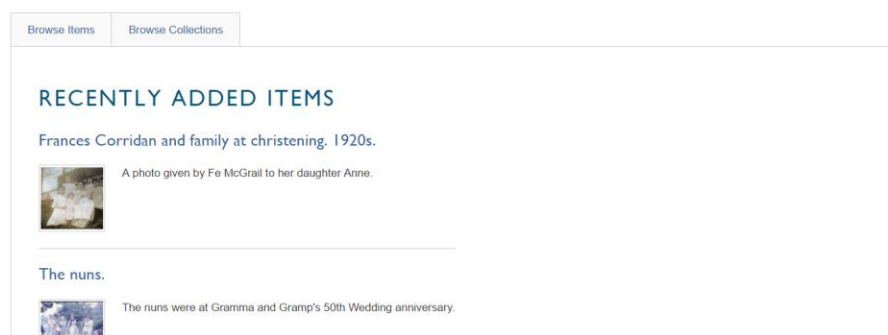 Browse Items
Browse Collections
RECENTLY ADDED ITEMS
Frances Corridan and family at christening. 1920s.
A photo given by Fe McGrail to her daughter Anne.
The nuns.
The nuns were at Gramma and Gramp's 50th Wedding anniversary.